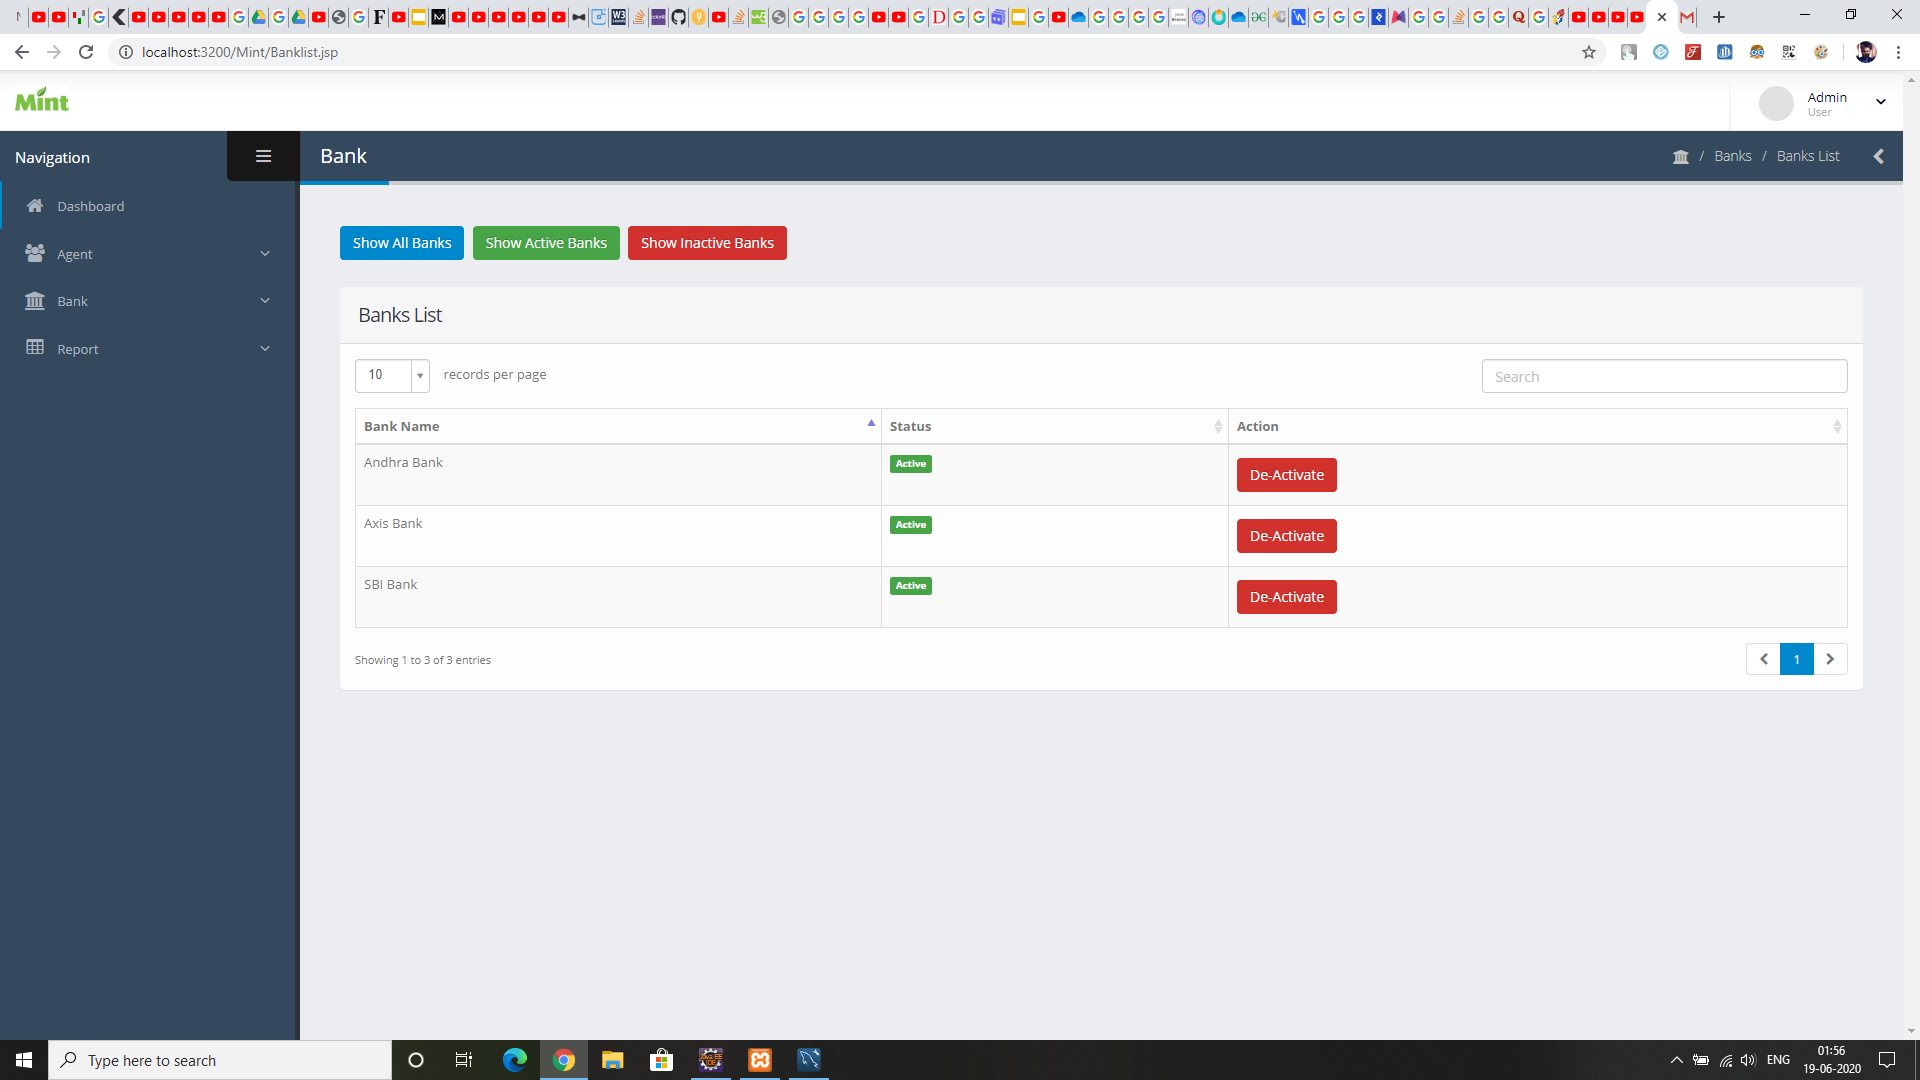 localhost:3200/Mint/Banklist.jsp
Mint
Admin
User
Navigation
Bank
/ Banks / Banks List
Dashboard
Agent
Bank
Report
Show All Banks
Show Active Banks
Show Inactive Banks
Banks List
10
records per page
Search
Bank Name
Status
Action
Andhra Bank
Active
De-Activate
Axis Bank
Active
De-Activate
SBI Bank
Active
De-Activate
Showing 1 to 3 of 3 entries
1
Type here to search
ENG
01:56
19-06-2020